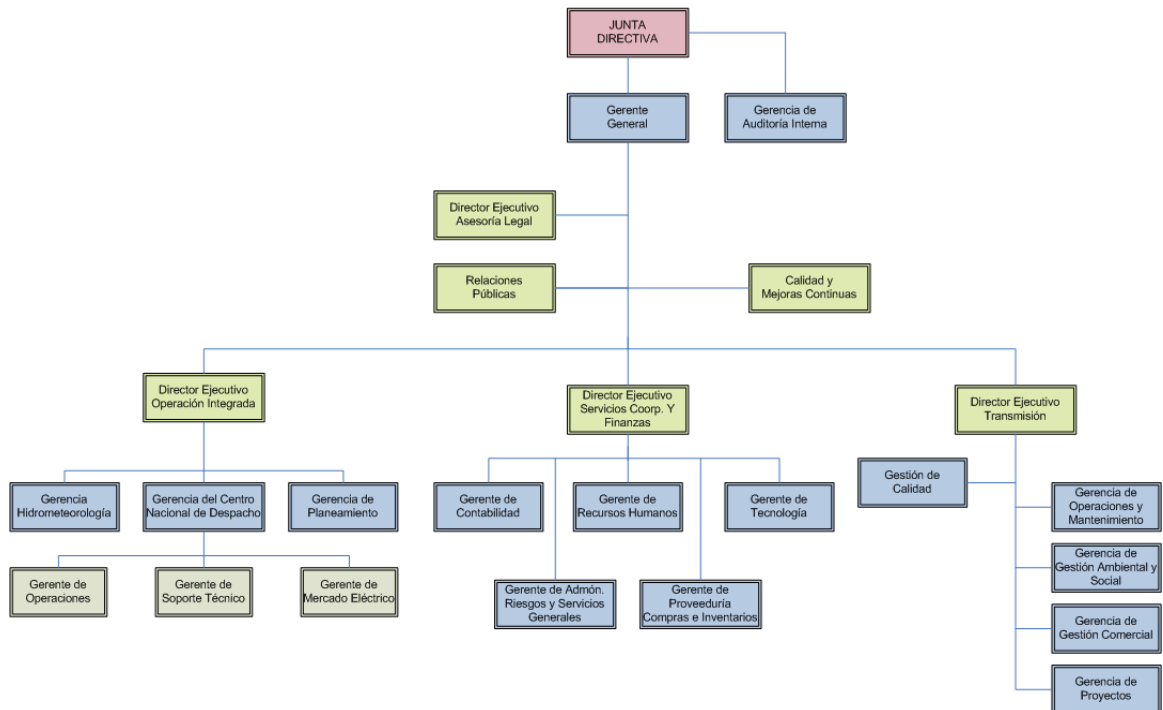 JUNTA
DIRECTIVA
Gerente
General
Gerencia de
Auditoría Interna
Director Ejecutivo
Asesoría Legal
Relaciones
Públicas
Calidad y
Mejoras Continuas
Director Ejecutivo
Operación Integrada
Director Ejecutivo
Servicios Coorp. Y
Finanzas
Director Ejecutivo
Transmisión
Gerencia
Hidrometeorología
Gerencia del Centro
Nacional de Despacho
Gerencia de
Planeamiento
Gerente de
Operaciones
Gerente de
Soporte Técnico
Gerente de
Mercado Eléctrico
Gerente de
Contabilidad
Gerente de
Recursos Humanos
Gerente de
Tecnología
Gerente de Admón.
Riesgos y Servicios
Generales
Gerente de
Proveeduría
Compras e Inventarios
Gestión de
Calidad
Gerencia de
Operaciones y
Mantenimiento
Gerencia de
Gestión Ambiental y
Social
Gerencia de
Gestión Comercial
Gerencia de
Proyectos